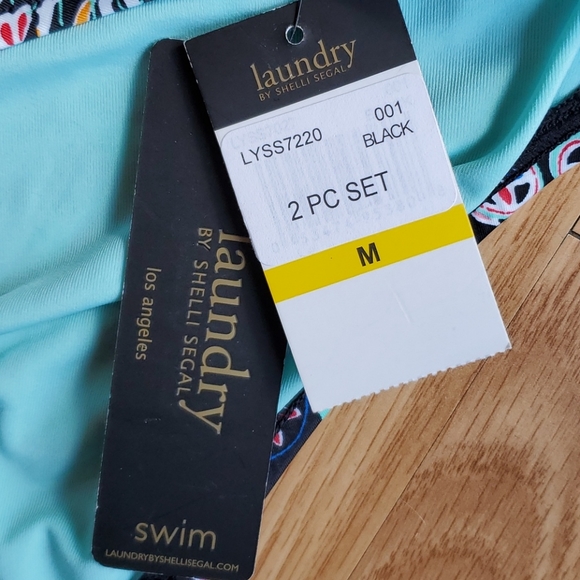 laundry
BY SHELLI SEGAL
LYSS7220
001
BLACK
2 PC SET
M
laundry
BY SHELLI SEGAL
los angeles
swim
LAUNDRYBYSHELLISEGAL.COM